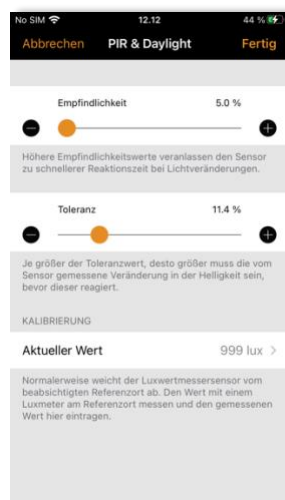 No SIM 12.12 44 %
Abbrechen PIR & Daylight Fertig
Empfindlichkeit 5.0 %
Höhere Empfindlichkeitswerte veranlassen den Sensor
zu schnellerer Reaktionszeit bei Lichtveränderungen.
Toleranz 11.4 %
Je größer der Toleranzwert, desto größer muss die vom
Sensor gemessene Veränderung in der Helligkeit sein,
bevor dieser reagiert.
KALIBRIERUNG
Aktueller Wert 999 lux >
Normalerweise weicht der Luxwertmessersensor vom
beabsichtigten Referenzort ab. Den Wert mit einem
Luxmeter am Referenzort messen und den gemessenen
Wert hier eintragen.